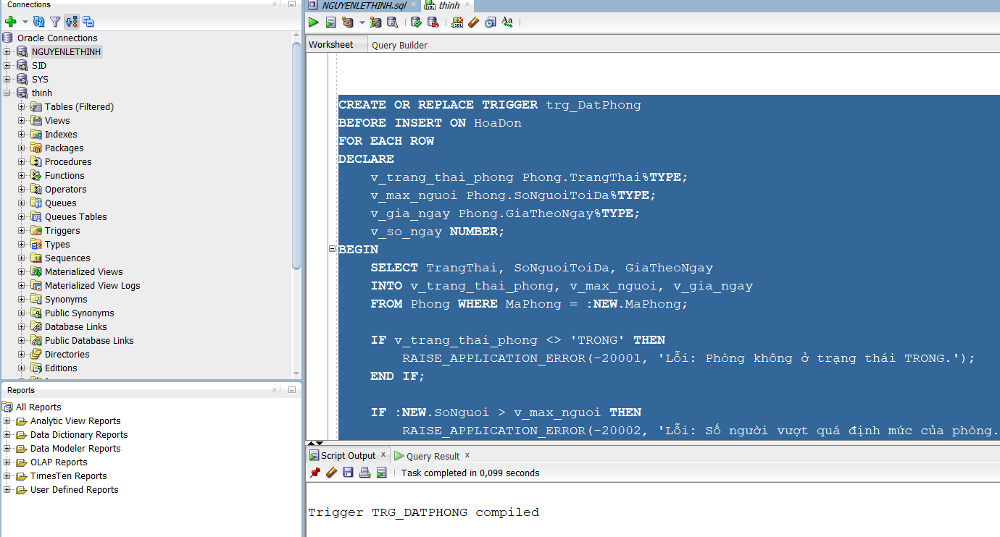 Connections
Oracle Connections
NGUYENLETHINH
SID
SYS
thinh
Tables (Filtered)
Views
Indexes
Packages
Procedures
Functions
Operators
Queues
Queues Tables
Triggers
Types
Sequences
Materialized Views
Materialized View Logs
Synonyms
Public Synonyms
Database Links
Public Database Links
Directories
Editions
Reports
All Reports
Analytic View Reports
Data Dictionary Reports
Data Modeler Reports
OLAP Reports
TimesTen Reports
User Defined Reports
NGUYENLETHINH.sql thinh
Worksheet Query Builder
CREATE OR REPLACE TRIGGER trg_DatPhong
BEFORE INSERT ON HoaDon
FOR EACH ROW
DECLARE
v_trang_thai_phong Phong.TrangThai%TYPE;
v_max_nguoi Phong.SoNguoiToiDa%TYPE;
v_gia_ngay Phong.GiaTheoNgay%TYPE;
v_so_ngay NUMBER;
BEGIN
SELECT TrangThai, SoNguoiToiDa, GiaTheoNgay
INTO v_trang_thai_phong, v_max_nguoi, v_gia_ngay
FROM Phong WHERE MaPhong = :NEW.MaPhong;
IF v_trang_thai_phong <> 'TRONG' THEN
RAISE_APPLICATION_ERROR(-20001, 'Lỗi: Phòng không ở trạng thái TRONG.');
END IF;
IF :NEW.SoNguoi > v_max_nguoi THEN
RAISE_APPLICATION_ERROR(-20002, 'Lỗi: Số người vượt quá định mức của phòng.
Script Output Query Result
Task completed in 0,099 seconds
Trigger TRG_DATPHONG compiled